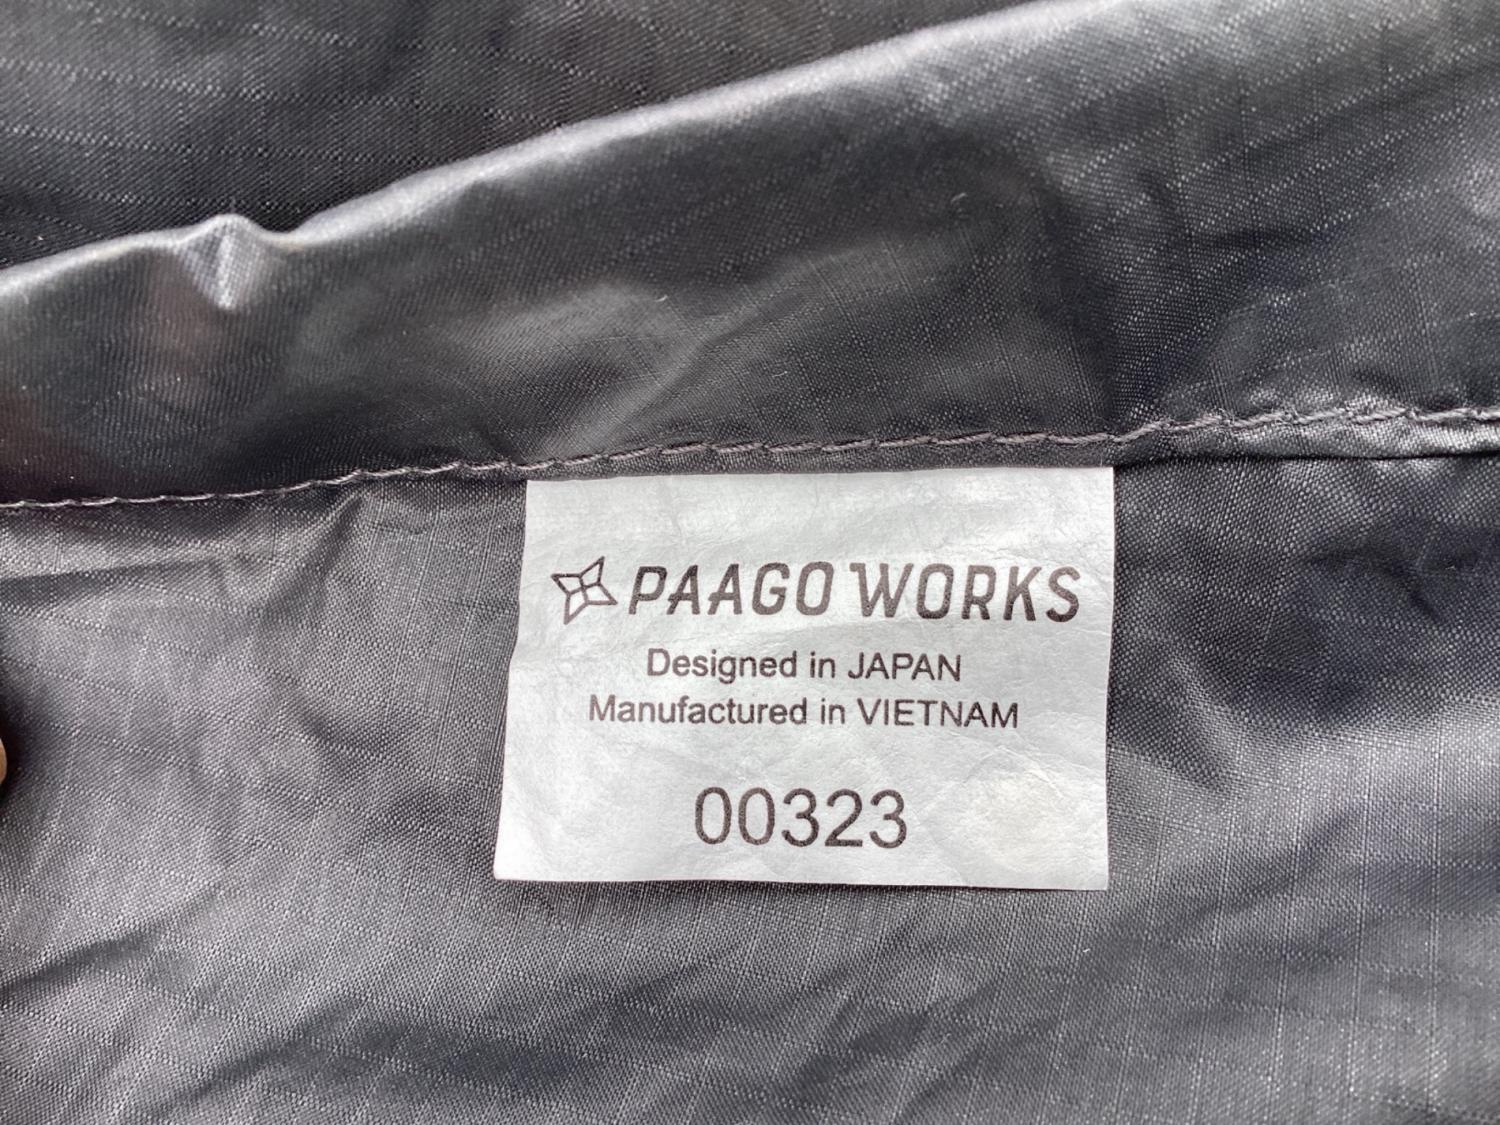 PAAGO WORKS
Designed in JAPAN
Manufactured in VIETNAM
00323